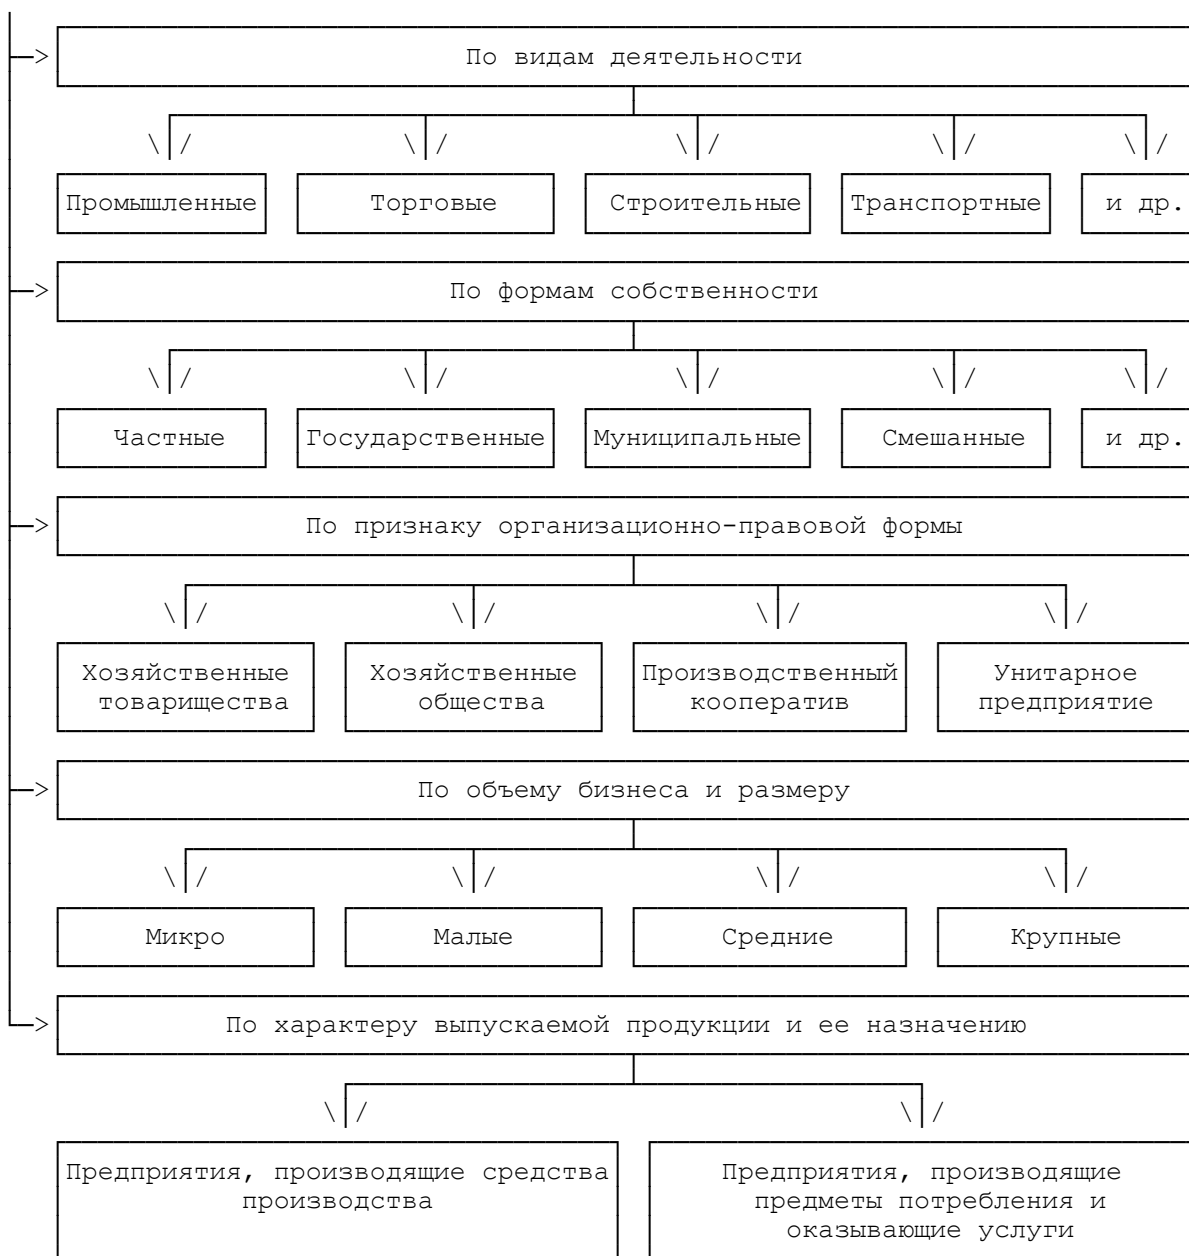 По видам деятельности
Промышленные Торговые Строительные Транспортные и др.
По формам собственности
Частные Государственные Муниципальные Смешанные и др.
По признаку организационно-правовой формы
Хозяйственные Хозяйственные Производственный Унитарное
товарищества общества кооператив предприятие
По объему бизнеса и размеру
Микро Малые Средние Крупные
По характеру выпускаемой продукции и ее назначению
Предприятия, производящие средства Предприятия, производящие
производства предметы потребления и
оказывающие услуги